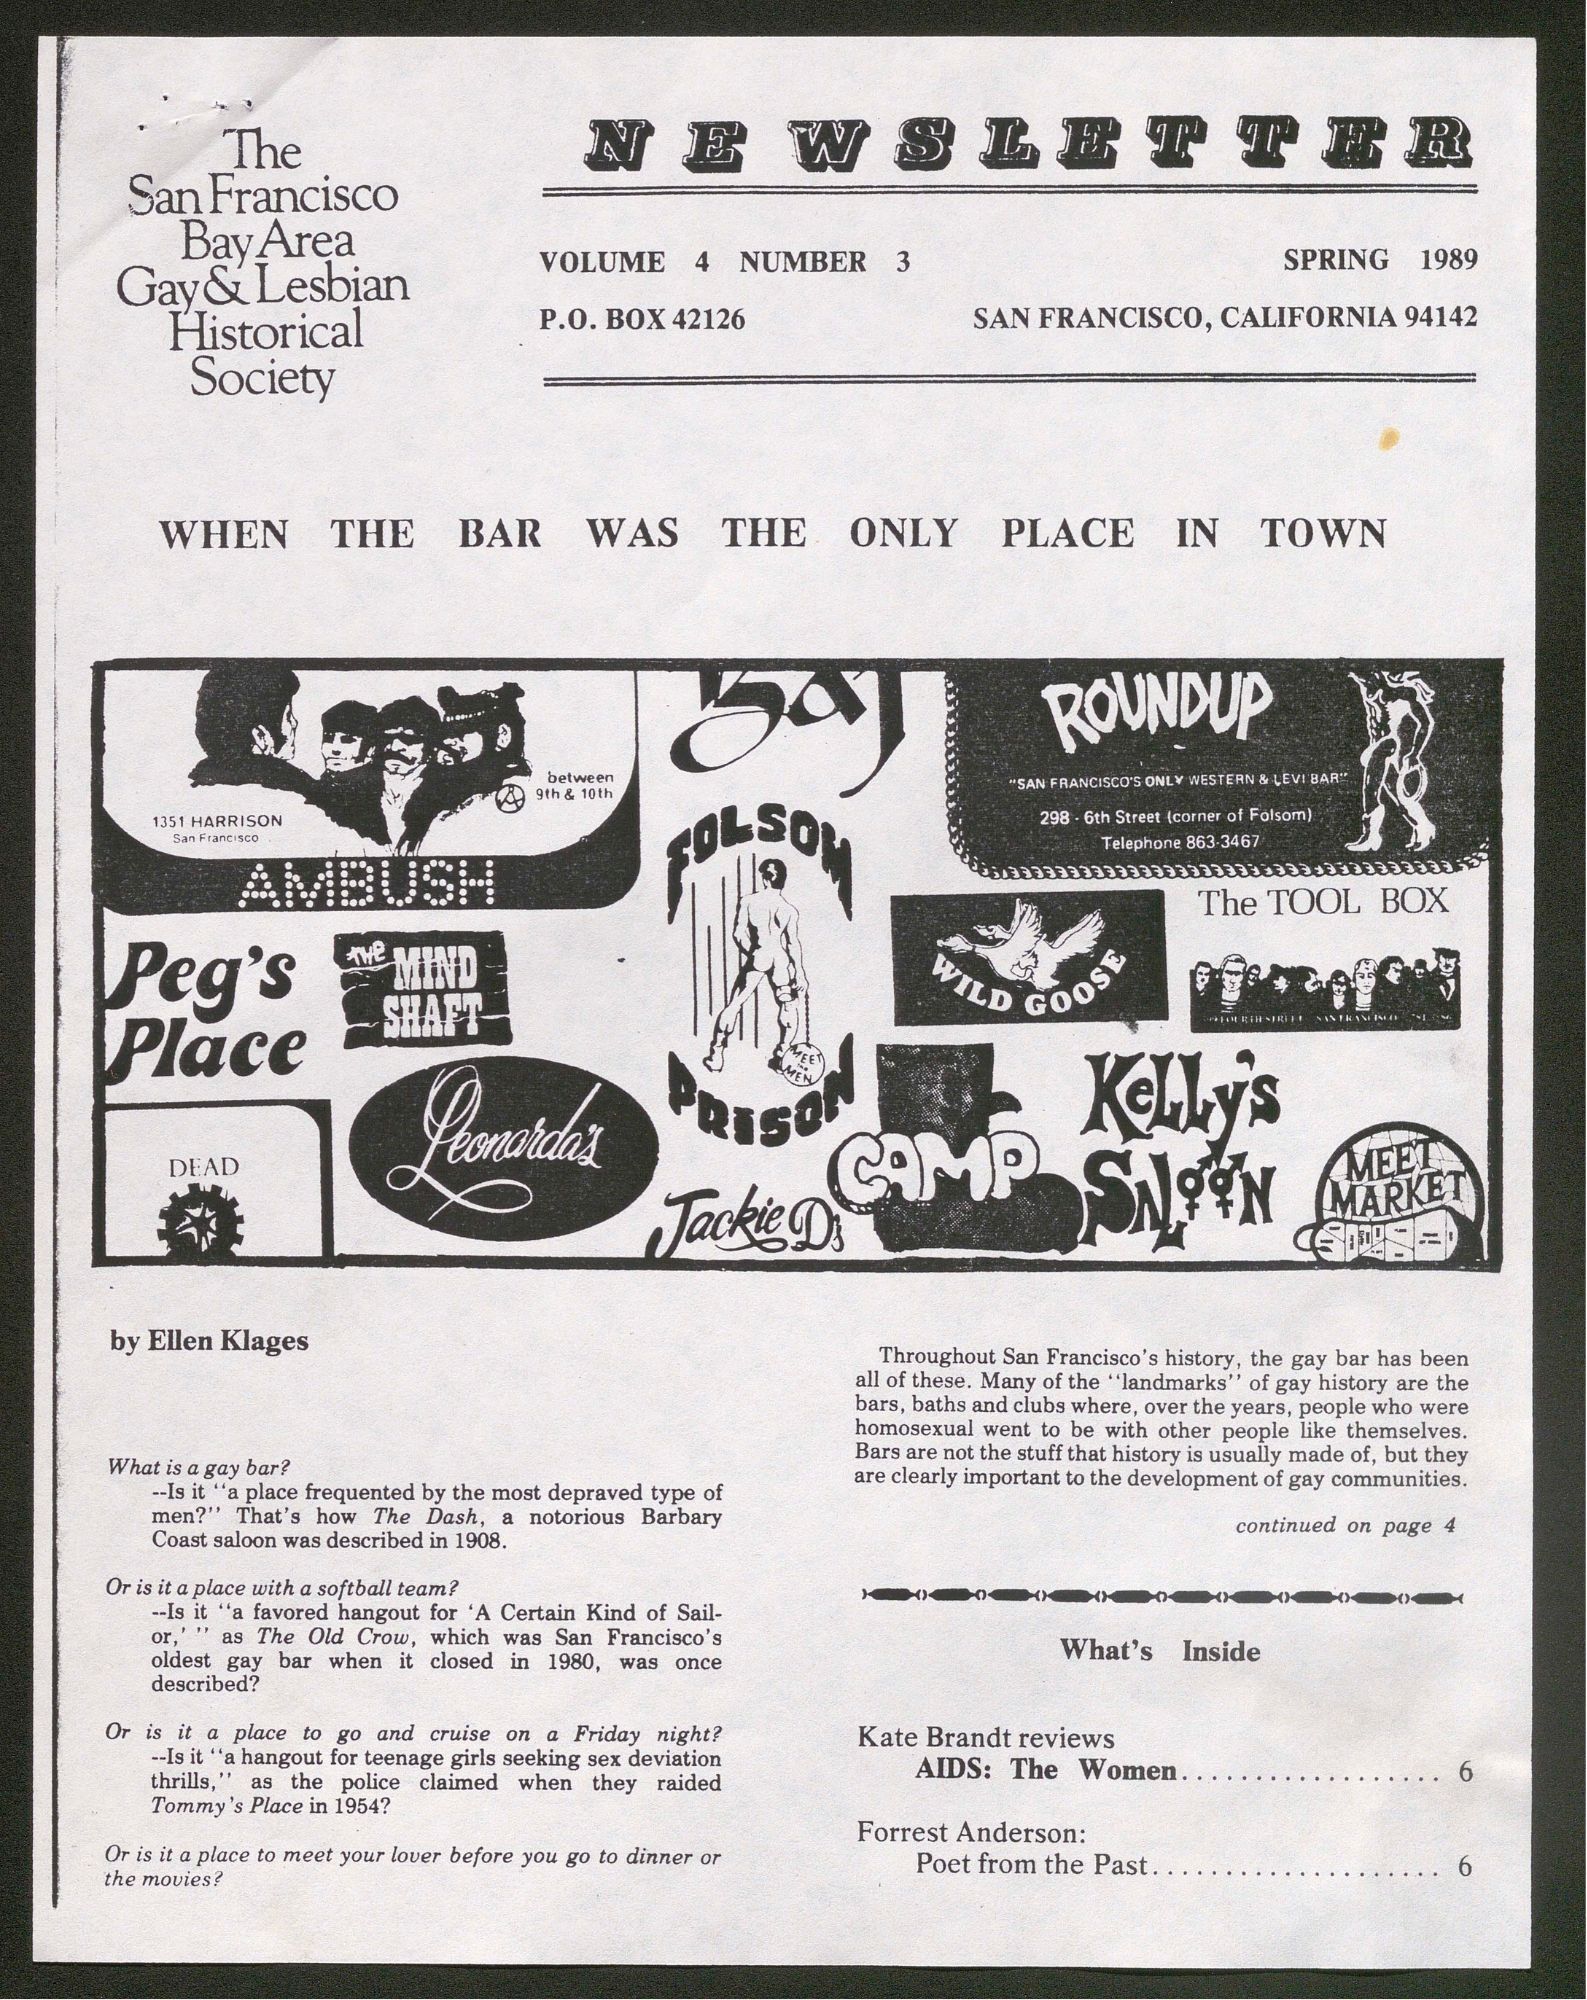 The
San Francisco
Bay Area
Gay & Lesbian
Historical
Society
NEWSLETTER
VOLUME 4 NUMBER 3 SPRING 1989
P.O. BOX 42126 SAN FRANCISCO, CALIFORNIA 94142
WHEN THE BAR WAS THE ONLY PLACE IN TOWN
between
9th & 10th
1351 HARRISON
San Francisco
AMBUSH
Bay
ROUNDUP
"SAN FRANCISCO'S ONLY WESTERN & LEVI BAR"
298 - 6th Street (corner of Folsom)
Telephone 863-3467
FOLSOM
PRISON
MEET
THE
MEN
WILD GOOSE
The TOOL BOX
FOURTH STREET SAN FRANCISCO
Peg's
Place
THE
MIND
SHAFT
Leonarda's
DEAD
Jackie D's
CAMP
Kelly's
Saloon
MEET
MARKET
by Ellen Klages
What is a gay bar?
--Is it ''a place frequented by the most depraved type of
men?'' That's how The Dash, a notorious Barbary
Coast saloon was described in 1908.
Or is it a place with a softball team?
--Is it ''a favored hangout for 'A Certain Kind of Sail-
or,' '' as The Old Crow, which was San Francisco's
oldest gay bar when it closed in 1980, was once
described?
Or is it a place to go and cruise on a Friday night?
--Is it ''a hangout for teenage girls seeking sex deviation
thrills,'' as the police claimed when they raided
Tommy's Place in 1954?
Or is it a place to meet your lover before you go to dinner or
the movies?
Throughout San Francisco's history, the gay bar has been
all of these. Many of the ''landmarks'' of gay history are the
bars, baths and clubs where, over the years, people who were
homosexual went to be with other people like themselves.
Bars are not the stuff that history is usually made of, but they
are clearly important to the development of gay communities.
continued on page 4
What's Inside
Kate Brandt reviews
AIDS: The Women.................. 6
Forrest Anderson:
Poet from the Past.................... 6